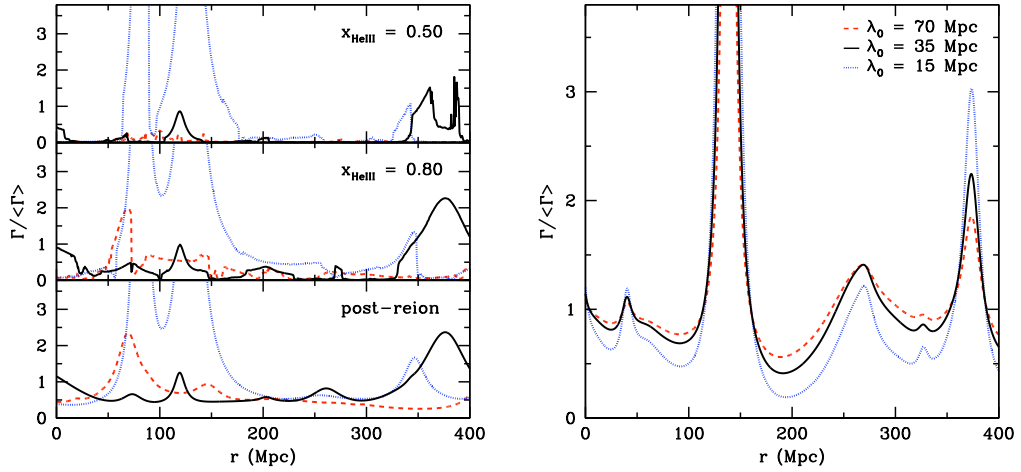 3
2
1
0
x_HeIII = 0.50
3
2
1
0
x_HeIII = 0.80
Γ/<Γ>
3
2
1
0
post-reion
0 100 200 300 400
r (Mpc)
3
2
1
0
Γ/<Γ>
λ₀ = 70 Mpc
λ₀ = 35 Mpc
λ₀ = 15 Mpc
0 100 200 300 400
r (Mpc)